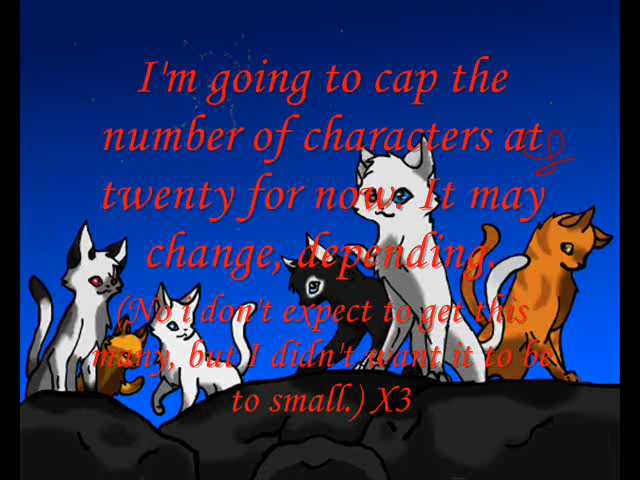 I'm going to cap the
number of characters at
twenty for now. It may
change, depending.
(No i don't expect to get this
many, but I didn't want it to be
to small.) X3